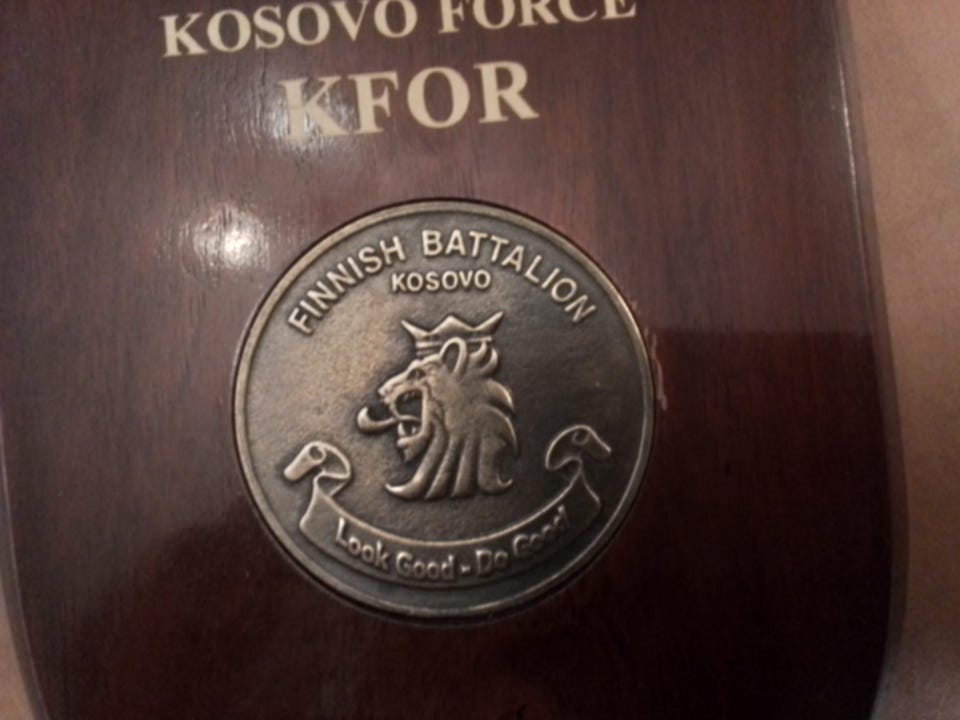 KOSOVO FORCE
KFOR
FINNISH BATTALION
KOSOVO
Look Good - Do Good